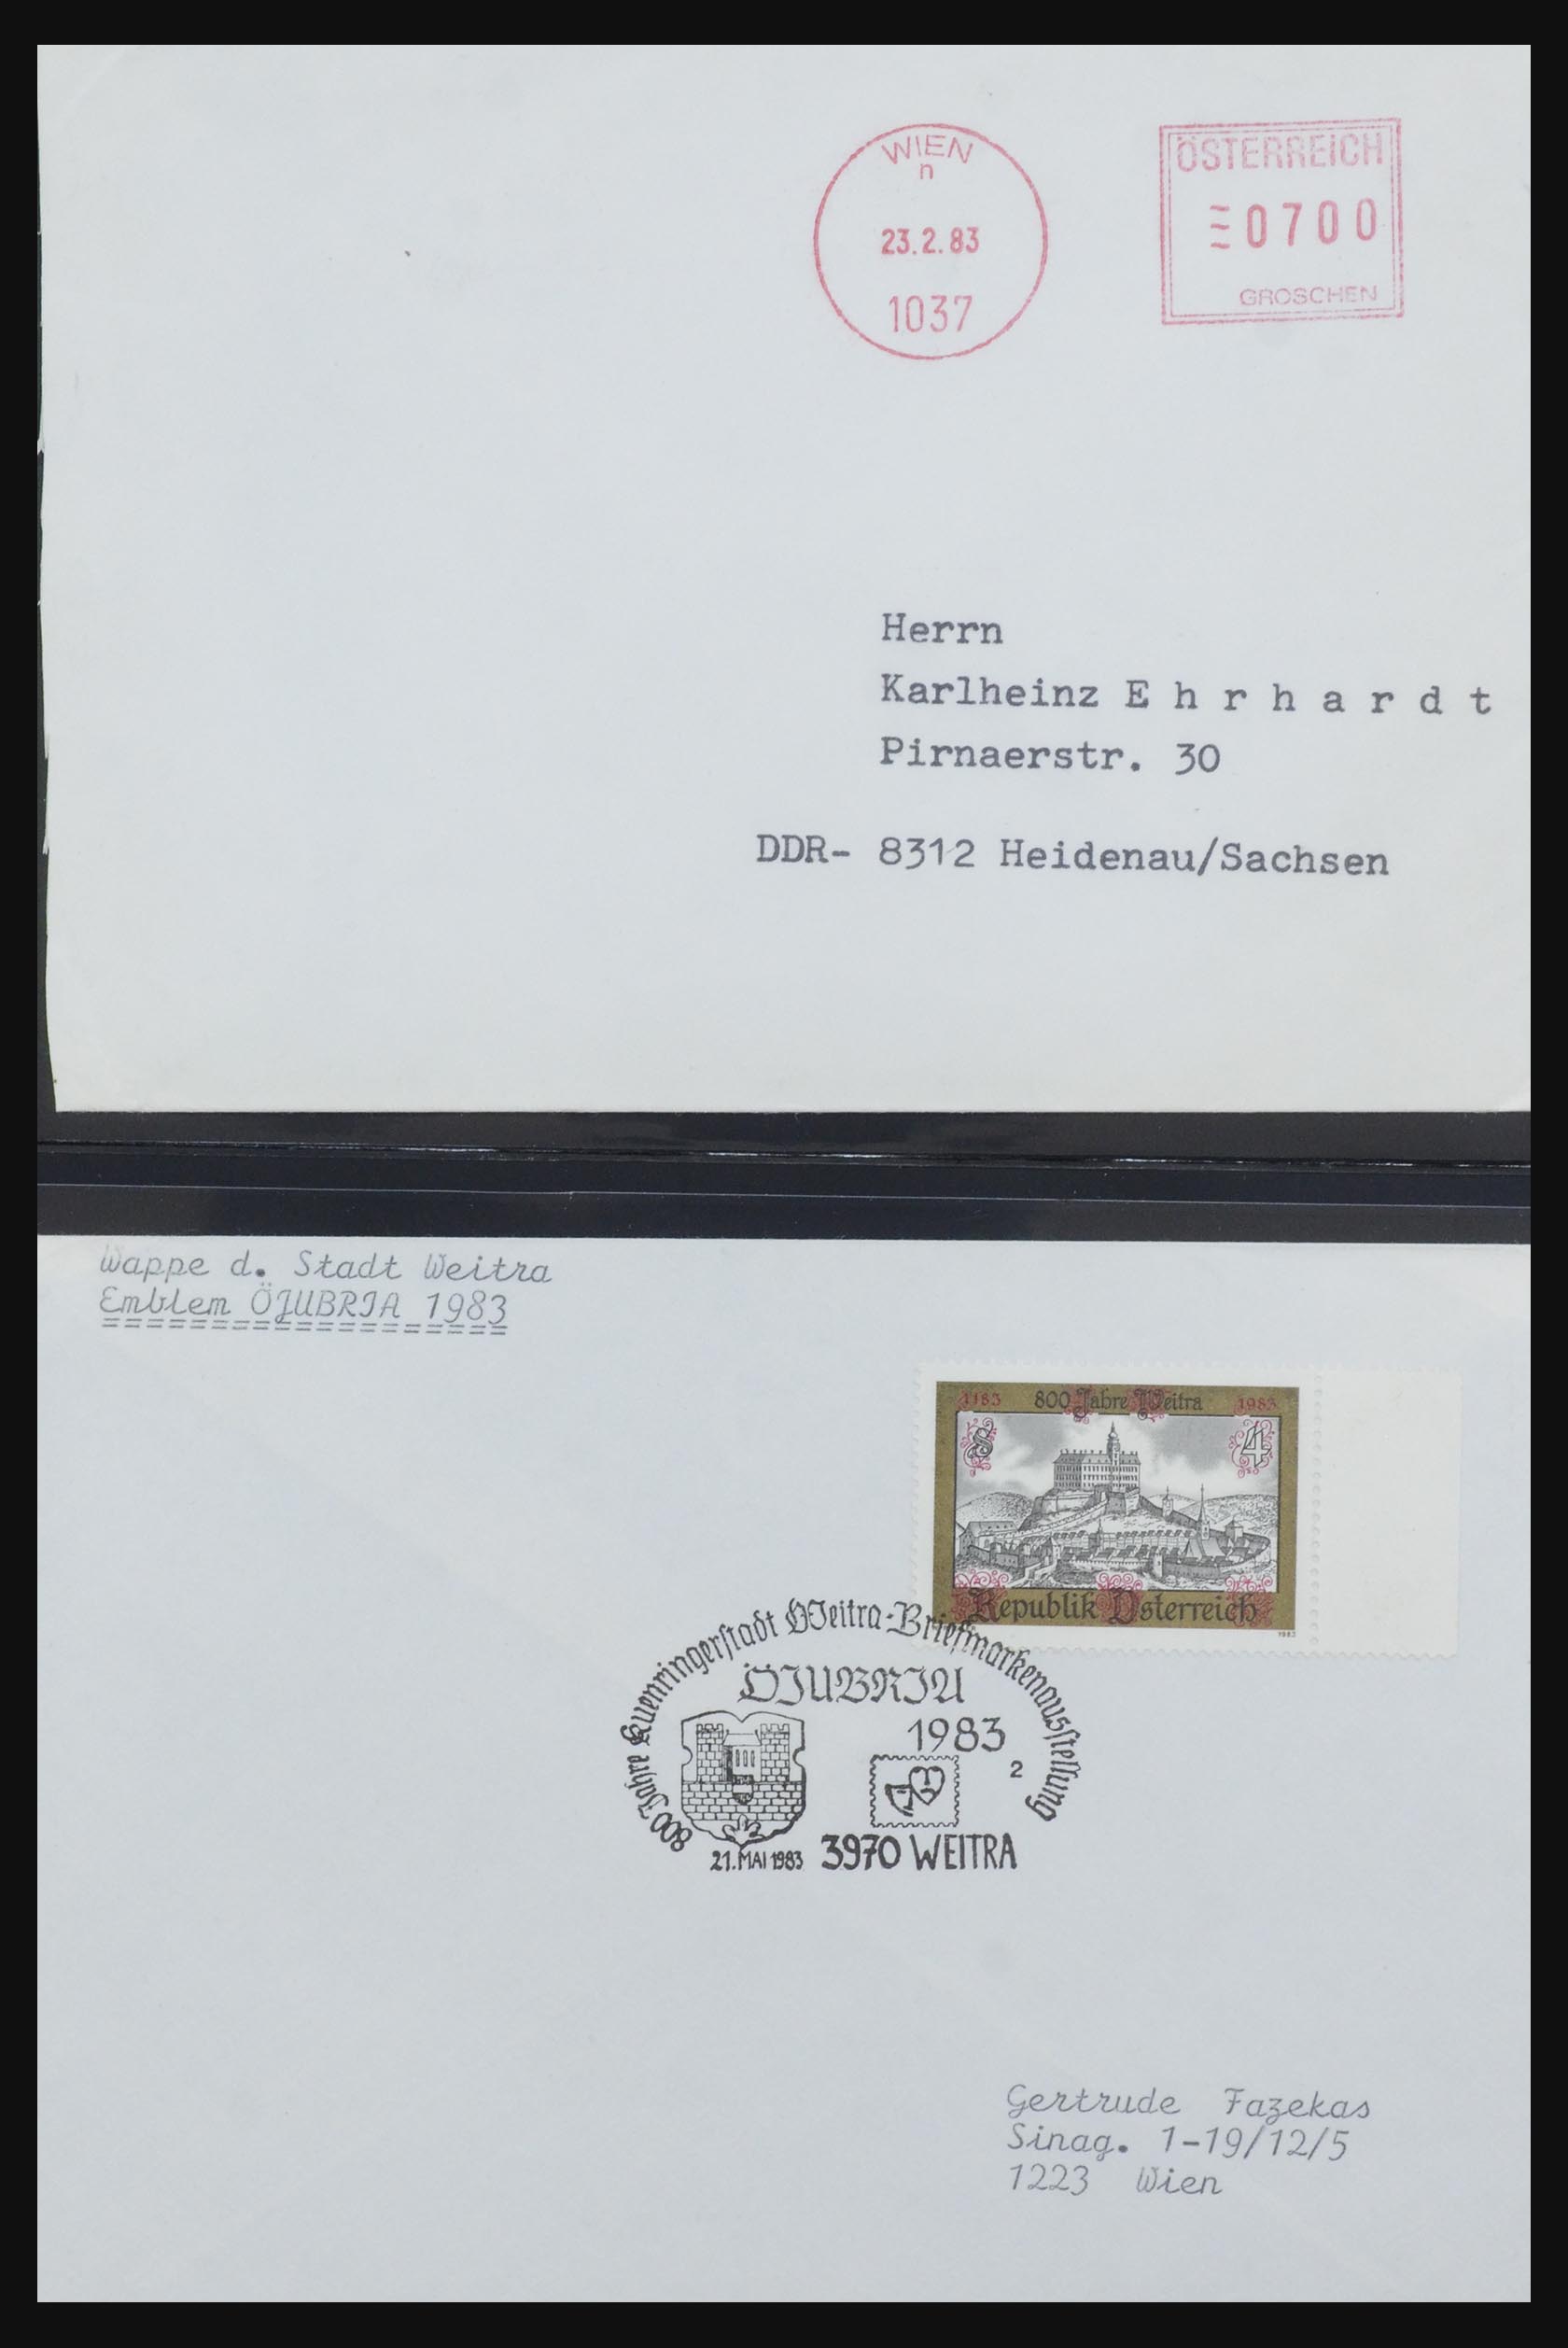 WIEN
n
23.2.83
1037
ÖSTERREICH
0700
GROSCHEN
Herrn
Karlheinz E h r h a r d t
Pirnaerstr. 30
DDR- 8312 Heidenau/Sachsen
Wappe d. Stadt Weitra
Emblem ÖJUBRIA 1983
====================
1183 800 Jahre Weitra 1983
S 4
Republik Österreich
1983
800 Jahre Kuenringerstadt Weitra-Briefmarkenausstellung
ÖJUBRIA
1983
2
21. MAI 1983 3970 WEITRA
Gertrude Fazekas
Sinag. 1-19/12/5
1223 Wien